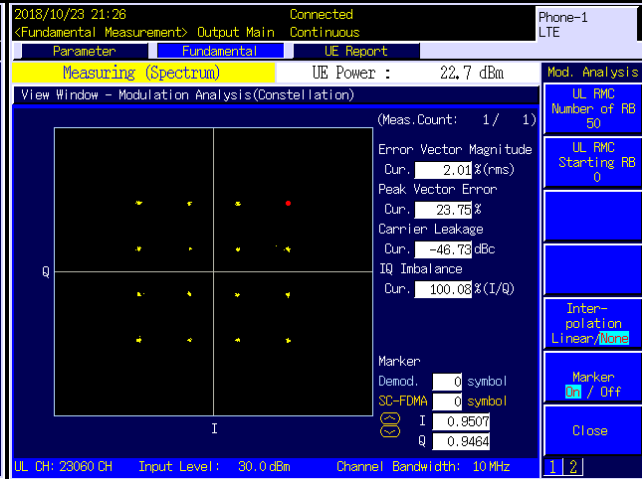 2018/10/23 21:26 Connected Phone-1
<Fundamental Measurement> Output Main Continuous LTE
Parameter Fundamental UE Report
Measuring (Spectrum) UE Power : 22.7 dBm Mod. Analysis
View Window - Modulation Analysis(Constellation)
UL RMC
Number of RB
50
(Meas.Count: 1/ 1)
Error Vector Magnitude
Cur. 2.01 %(rms)
Peak Vector Error
Cur. 23.75 %
Carrier Leakage
Cur. -46.73 dBc
IQ Imbalance
Cur. 100.08 %(I/Q)
UL RMC
Starting RB
0
Q
I
Inter-
polation
Linear/None
Marker
Demod. 0 symbol
SC-FDMA 0 symbol
I 0.9507
Q 0.9464
Marker
On / Off
Close
UL CH: 23060 CH Input Level: 30.0 dBm Channel Bandwidth: 10 MHz
1 2